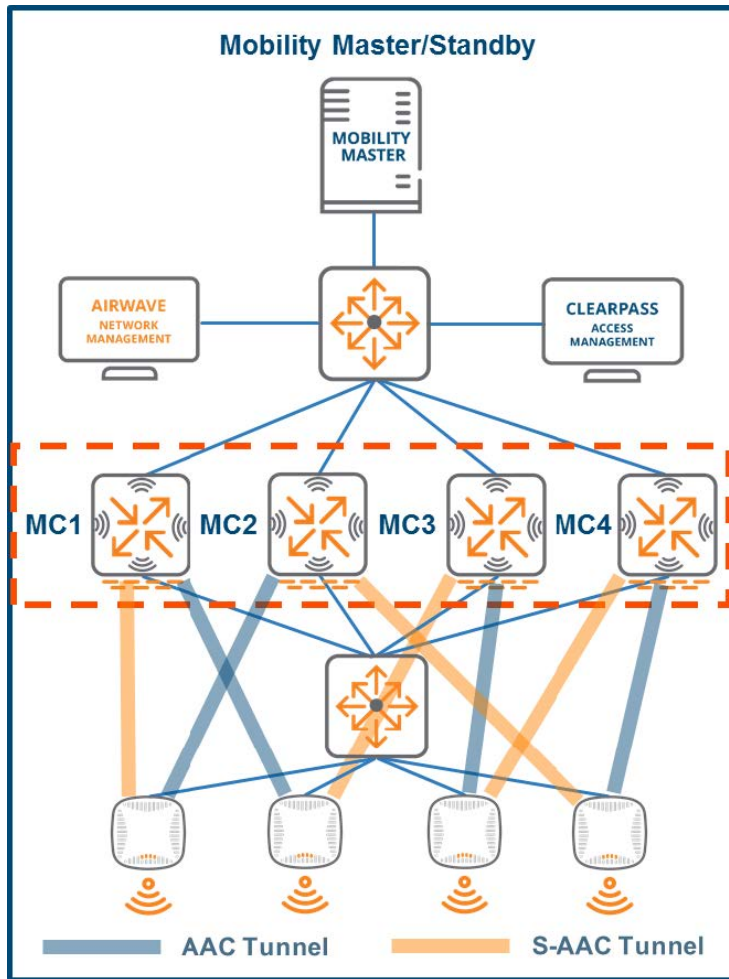 Mobility Master/Standby
MOBILITY
MASTER
AIRWAVE
NETWORK
MANAGEMENT
CLEARPASS
ACCESS
MANAGEMENT
MC1
MC2
MC3
MC4
AAC Tunnel
S-AAC Tunnel